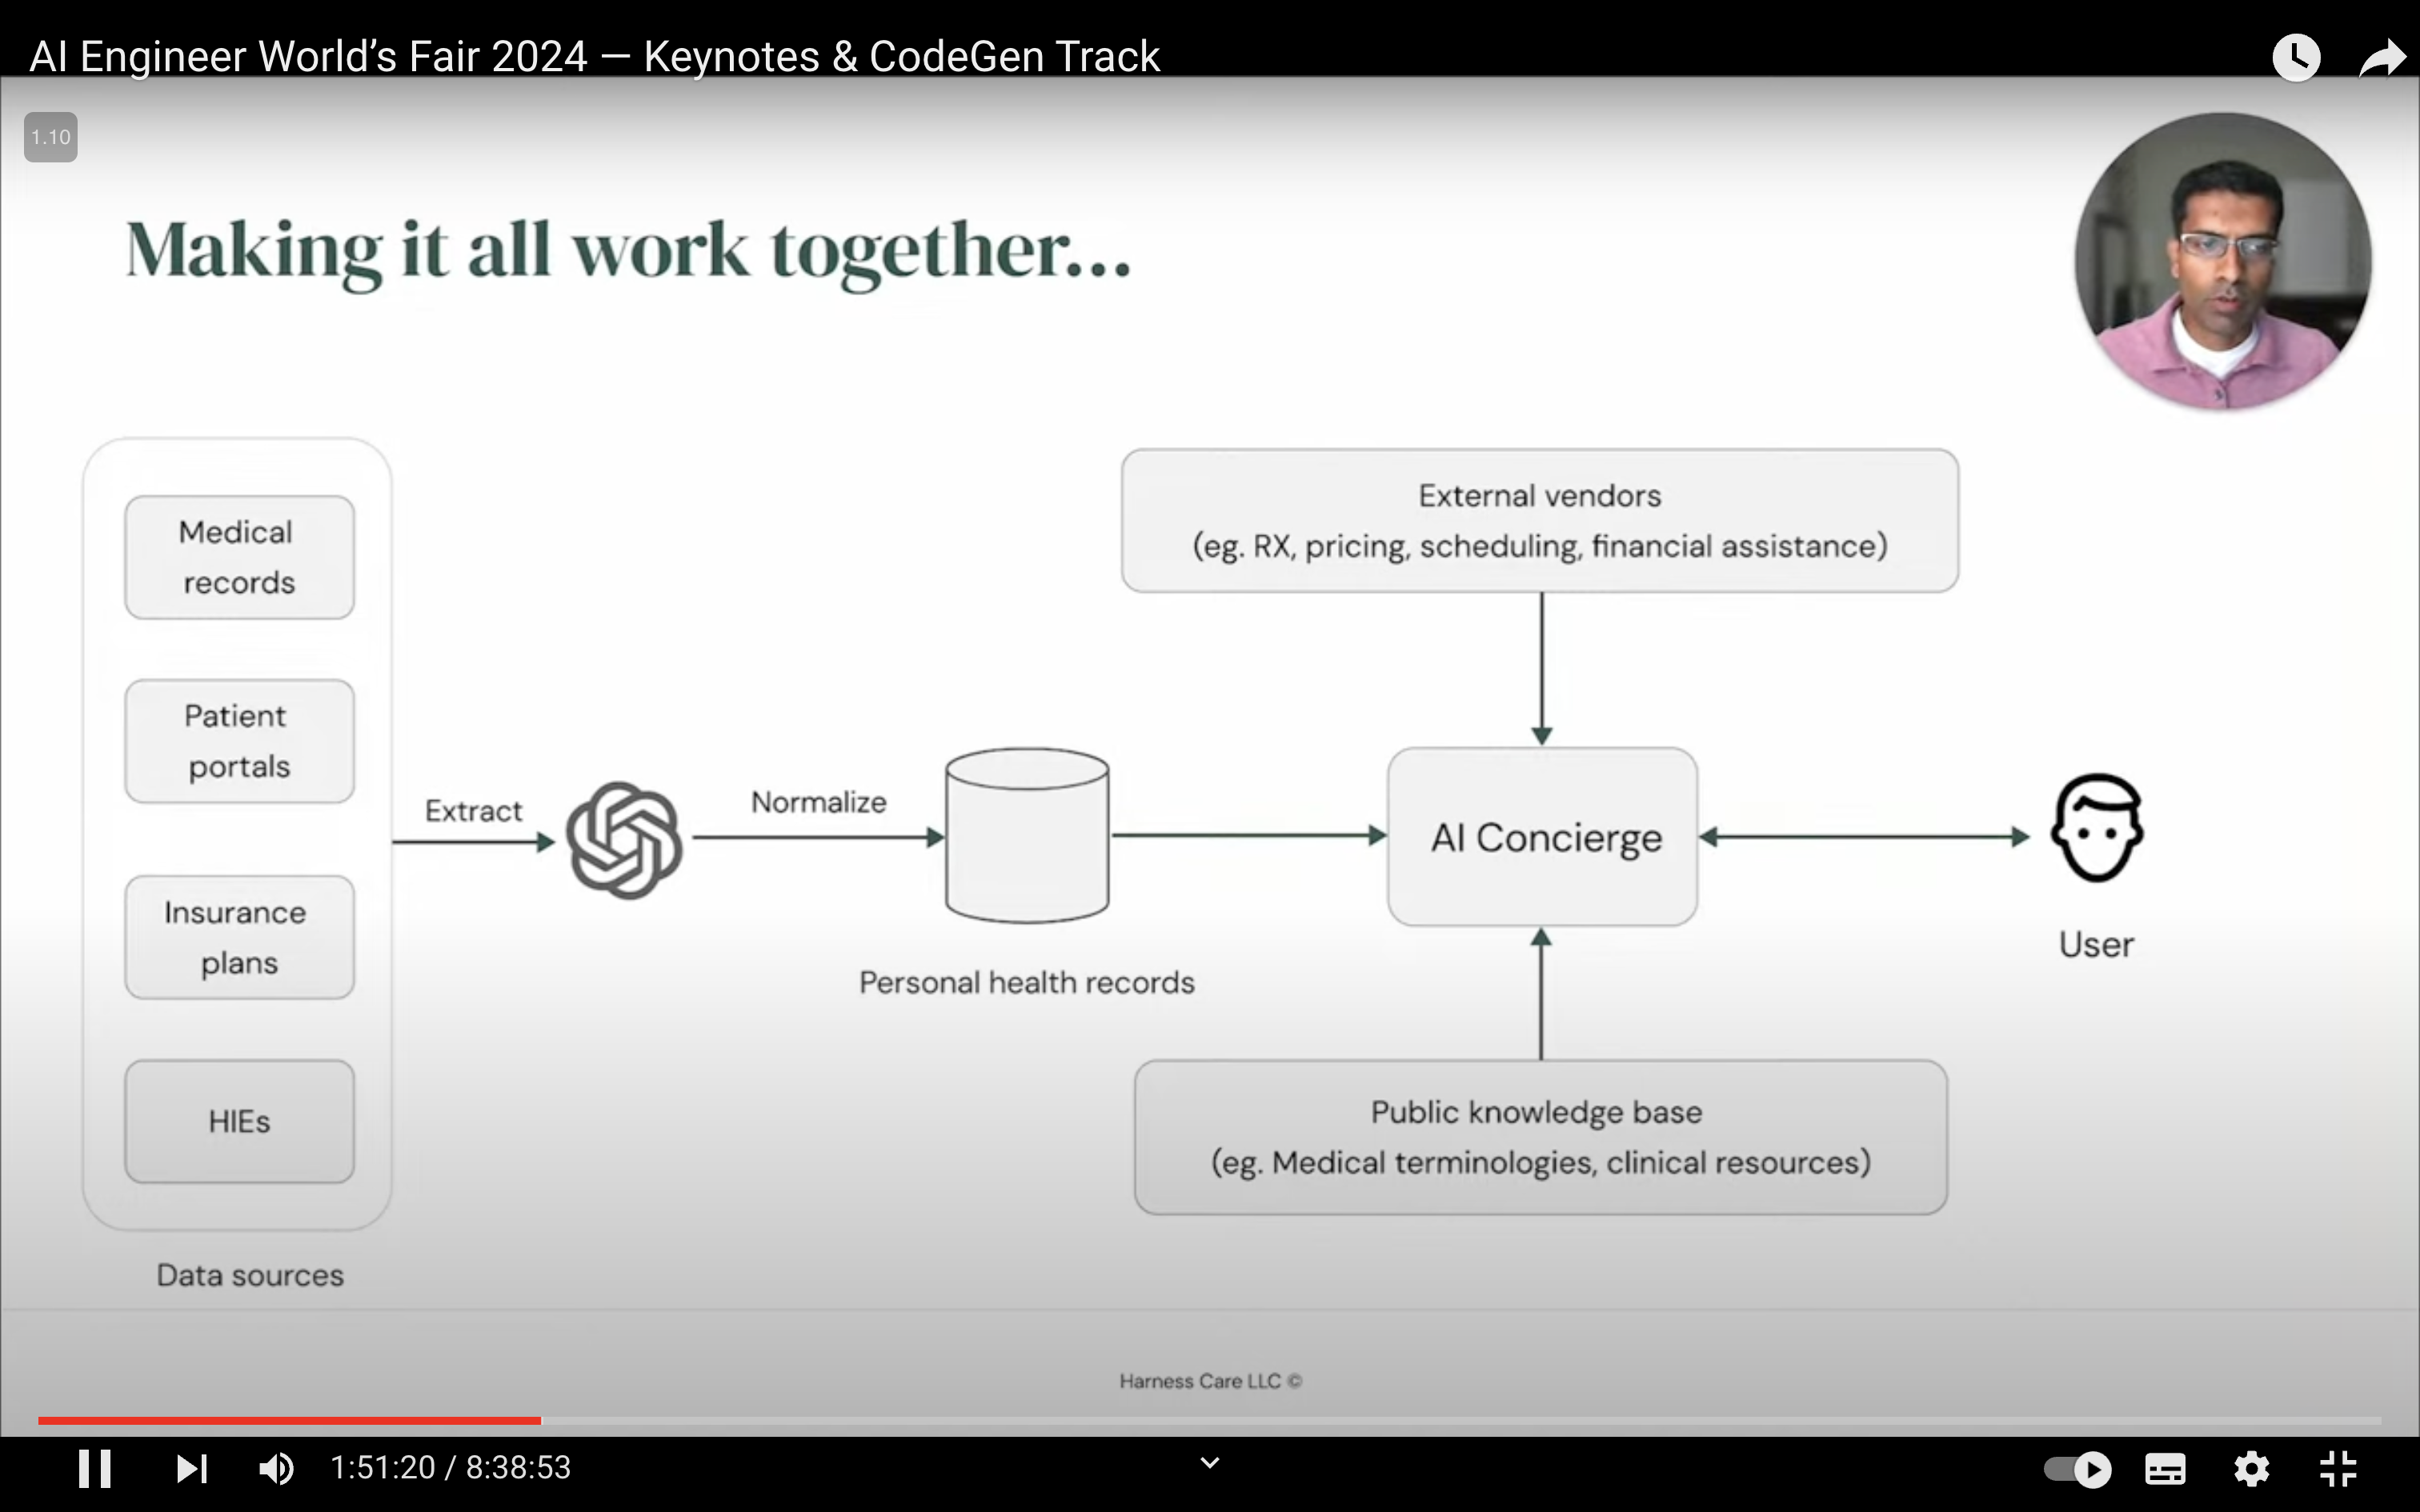 AI Engineer World’s Fair 2024 — Keynotes & CodeGen Track
1.10
Making it all work together...
Medical
records
Patient
portals
Insurance
plans
HIEs
Data sources
Extract
Normalize
Personal health records
External vendors
(eg. RX, pricing, scheduling, financial assistance)
AI Concierge
Public knowledge base
(eg. Medical terminologies, clinical resources)
User
Harness Care LLC ©
1:51:20 / 8:38:53